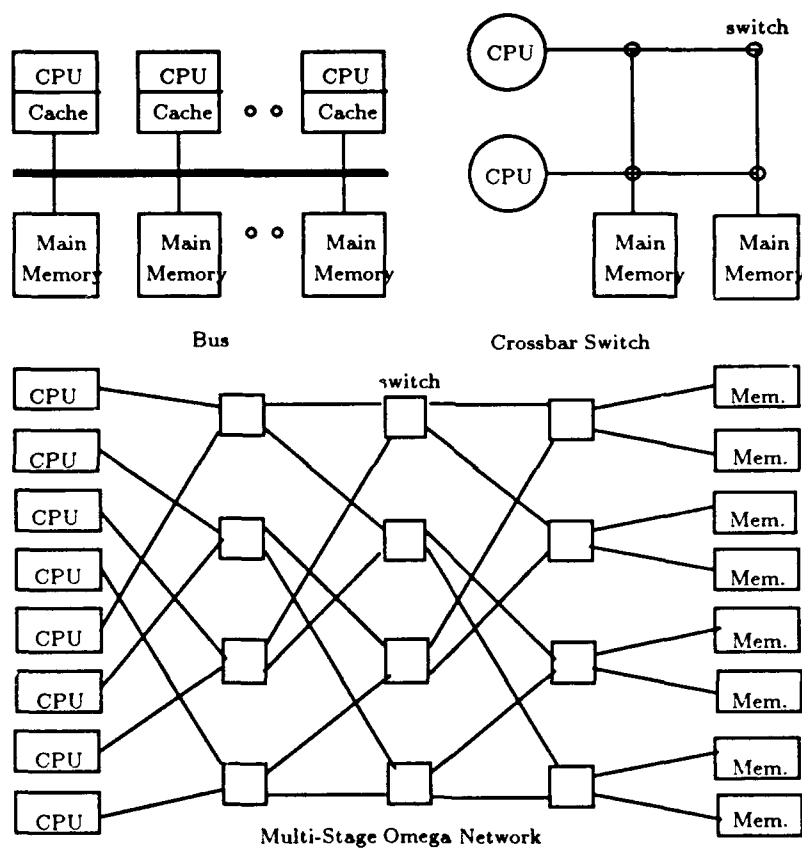 switch
CPU CPU CPU CPU
Cache Cache Cache
CPU
Main Main Main Main Main
Memory Memory Memory Memory Memory
Bus Crossbar Switch
switch
CPU Mem.
CPU Mem.
CPU Mem.
CPU Mem.
CPU Mem.
CPU Mem.
CPU Mem.
CPU Mem.
Multi-Stage Omega Network